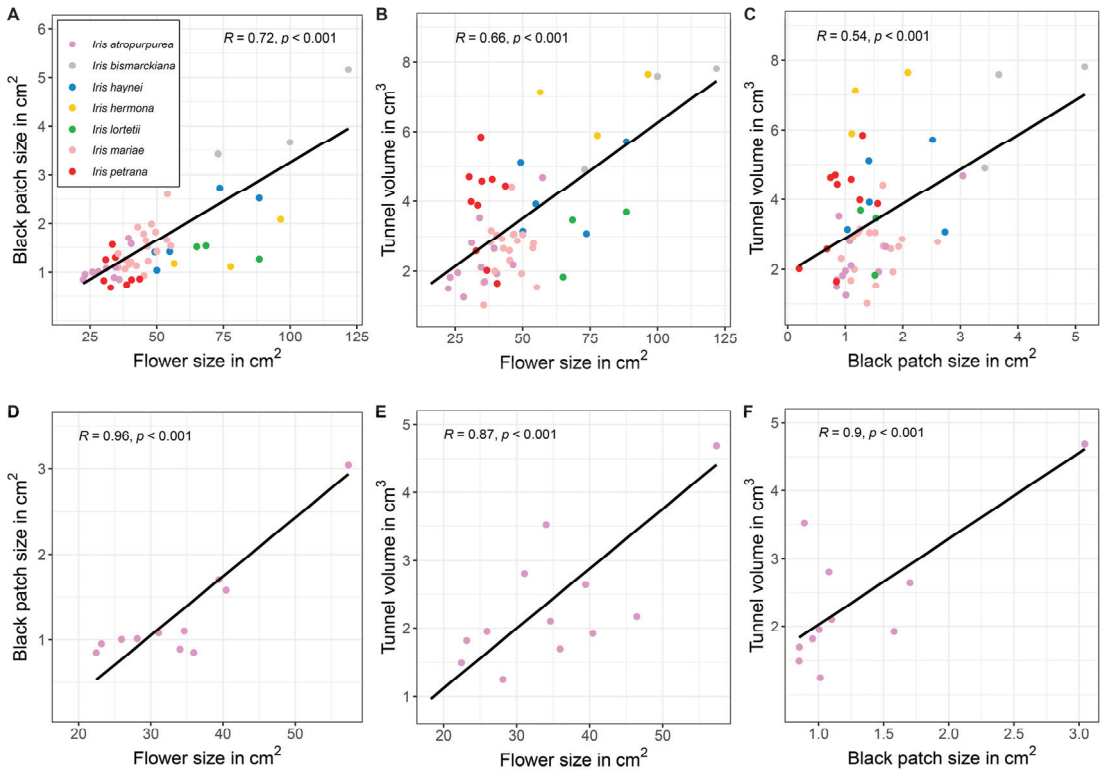 A
R = 0.72, p < 0.001
Iris atropurpurea
Iris bismarckiana
Iris haynei
Iris hermona
Iris lortetii
Iris mariae
Iris petrana
6
5
4
3
2
1
25 50 75 100 125
Black patch size in cm²
Flower size in cm²
B
R = 0.66, p < 0.001
8
6
4
2
25 50 75 100 125
Tunnel volume in cm³
Flower size in cm²
C
R = 0.54, p < 0.001
8
6
4
2
0 1 2 3 4 5
Tunnel volume in cm³
Black patch size in cm²
D
R = 0.96, p < 0.001
3
2
1
20 30 40 50
Black patch size in cm²
Flower size in cm²
E
R = 0.87, p < 0.001
5
4
3
2
1
20 30 40 50
Tunnel volume in cm³
Flower size in cm²
F
R = 0.9, p < 0.001
5
4
3
2
1
1.0 1.5 2.0 2.5 3.0
Tunnel volume in cm³
Black patch size in cm²